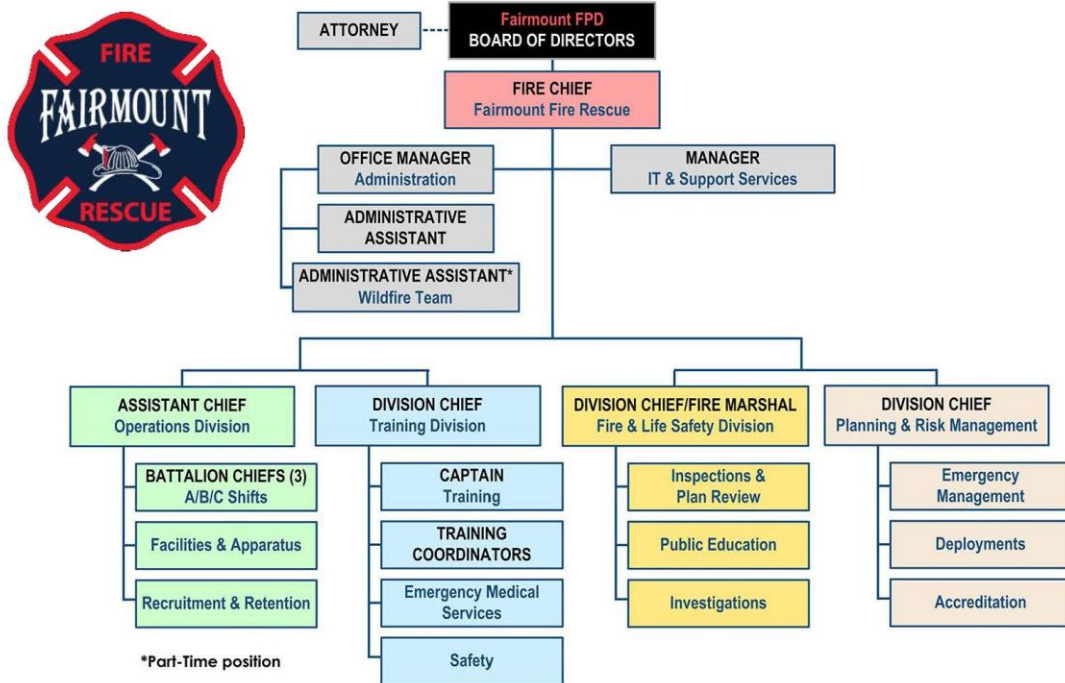 FIRE
FAIRMOUNT
RESCUE
ATTORNEY
Fairmount FPD
BOARD OF DIRECTORS
FIRE CHIEF
Fairmount Fire Rescue
OFFICE MANAGER
Administration
MANAGER
IT & Support Services
ADMINISTRATIVE
ASSISTANT
ADMINISTRATIVE ASSISTANT*
Wildfire Team
ASSISTANT CHIEF
Operations Division
BATTALION CHIEFS (3)
A/B/C Shifts
Facilities & Apparatus
Recruitment & Retention
DIVISION CHIEF
Training Division
CAPTAIN
Training
TRAINING
COORDINATORS
Emergency Medical
Services
Safety
DIVISION CHIEF/FIRE MARSHAL
Fire & Life Safety Division
Inspections &
Plan Review
Public Education
Investigations
DIVISION CHIEF
Planning & Risk Management
Emergency
Management
Deployments
Accreditation
*Part-Time position